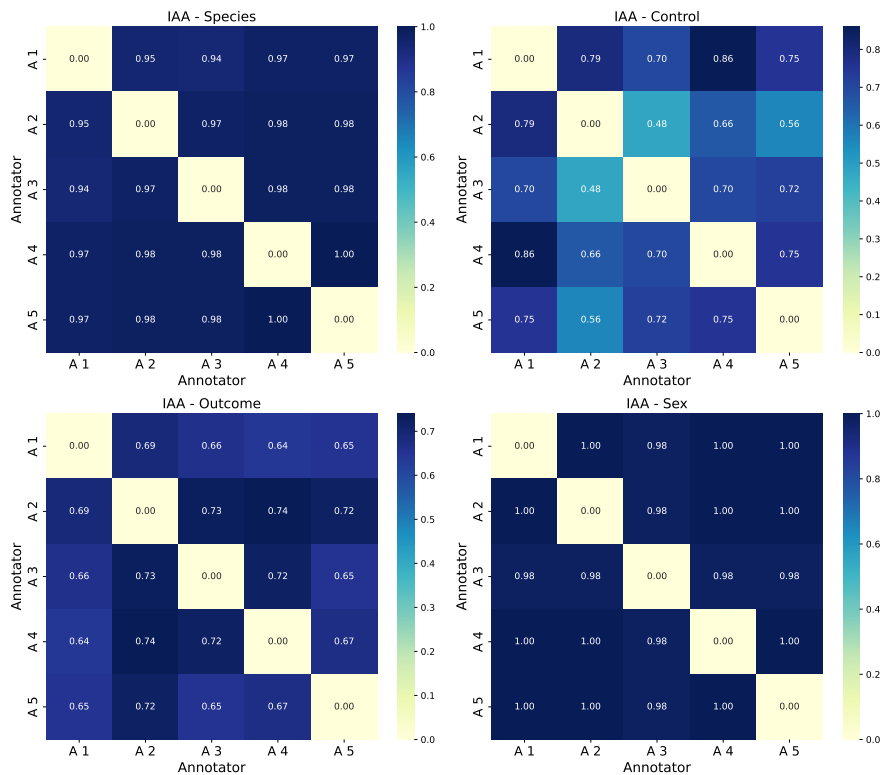 IAA - Species
A 1 0.00 0.95 0.94 0.97 0.97
A 2 0.95 0.00 0.97 0.98 0.98
A 3 0.94 0.97 0.00 0.98 0.98
A 4 0.97 0.98 0.98 0.00 1.00
A 5 0.97 0.98 0.98 1.00 0.00
A 1 A 2 A 3 A 4 A 5
Annotator
Annotator
1.0
0.8
0.6
0.4
0.2
0.0
IAA - Control
A 1 0.00 0.79 0.70 0.86 0.75
A 2 0.79 0.00 0.48 0.66 0.56
A 3 0.70 0.48 0.00 0.70 0.72
A 4 0.86 0.66 0.70 0.00 0.75
A 5 0.75 0.56 0.72 0.75 0.00
A 1 A 2 A 3 A 4 A 5
Annotator
Annotator
0.8
0.7
0.6
0.5
0.4
0.3
0.2
0.1
0.0
IAA - Outcome
A 1 0.00 0.69 0.66 0.64 0.65
A 2 0.69 0.00 0.73 0.74 0.72
A 3 0.66 0.73 0.00 0.72 0.65
A 4 0.64 0.74 0.72 0.00 0.67
A 5 0.65 0.72 0.65 0.67 0.00
A 1 A 2 A 3 A 4 A 5
Annotator
Annotator
0.7
0.6
0.5
0.4
0.3
0.2
0.1
0.0
IAA - Sex
A 1 0.00 1.00 0.98 1.00 1.00
A 2 1.00 0.00 0.98 1.00 1.00
A 3 0.98 0.98 0.00 0.98 0.98
A 4 1.00 1.00 0.98 0.00 1.00
A 5 1.00 1.00 0.98 1.00 0.00
A 1 A 2 A 3 A 4 A 5
Annotator
Annotator
1.0
0.8
0.6
0.4
0.2
0.0